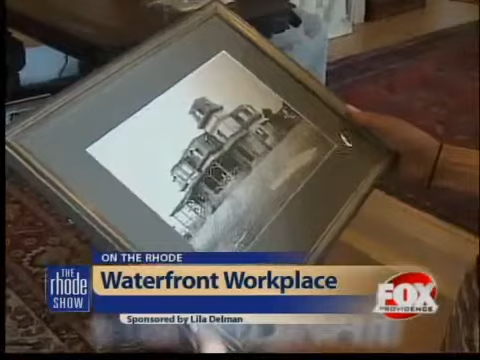 ON THE RHODE
THE
rhode
SHOW
Waterfront Workplace
FOX
PROVIDENCE
Sponsored by Lila Delman